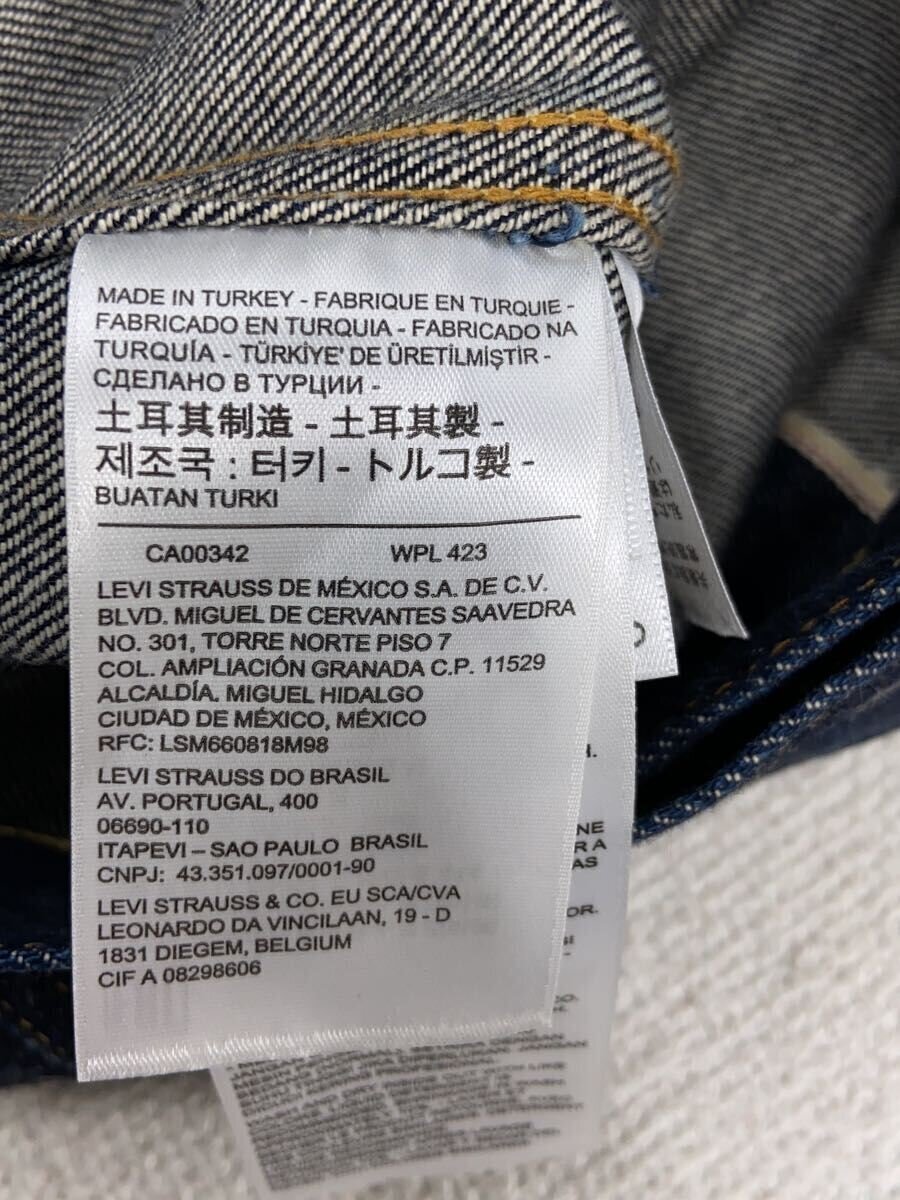 MADE IN TURKEY - FABRIQUE EN TURQUIE -
FABRICADO EN TURQUIA - FABRICADO NA
TURQUÍA - TÜRKİYE' DE ÜRETİLMİŞTİR -
СДЕЛАНО В ТУРЦИИ -
土耳其制造 - 土耳其製 -
제조국 : 터키 - トルコ製 -
BUATAN TURKI
CA00342 WPL 423
LEVI STRAUSS DE MÉXICO S.A. DE C.V.
BLVD. MIGUEL DE CERVANTES SAAVEDRA
NO. 301, TORRE NORTE PISO 7
COL. AMPLIACIÓN GRANADA C.P. 11529
ALCALDÍA. MIGUEL HIDALGO
CIUDAD DE MÉXICO, MÉXICO
RFC: LSM660818M98
LEVI STRAUSS DO BRASIL
AV. PORTUGAL, 400
06690-110
ITAPEVI – SAO PAULO BRASIL
CNPJ: 43.351.097/0001-90
LEVI STRAUSS & CO. EU SCA/CVA
LEONARDO DA VINCILAAN, 19 - D
1831 DIEGEM, BELGIUM
CIF A 08298606